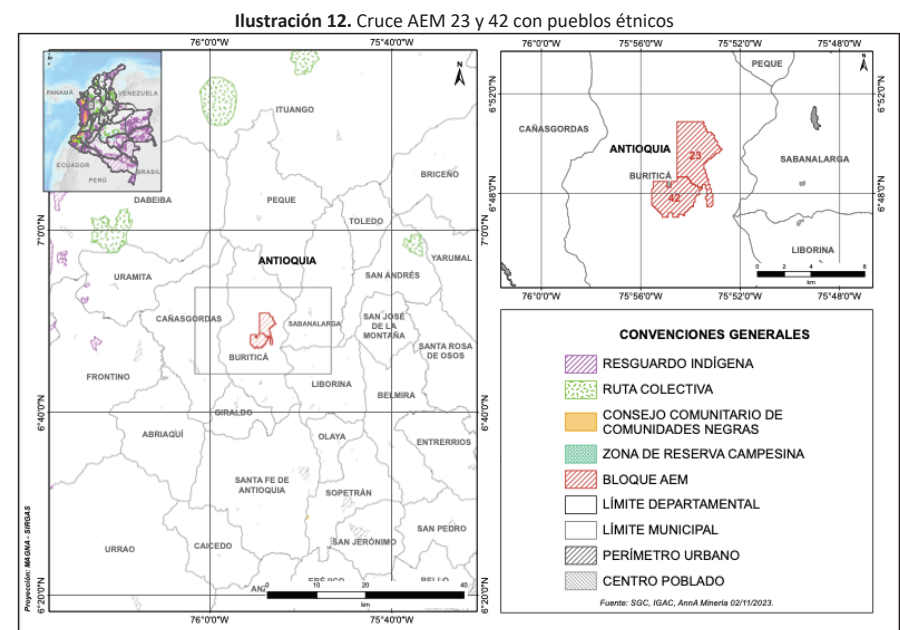 Ilustración 12. Cruce AEM 23 y 42 con pueblos étnicos
76°0'0"W 75°40'0"W
PANAMÁ
VENEZUELA
ECUADOR
PERÚ
BRASIL
N
ITUANGO
BRICEÑO
DABEIBA
PEQUE
TOLEDO
7°0'0"N
7°0'0"N
ANTIOQUIA
YARUMAL
SAN ANDRÉS
URAMITA
CAÑASGORDAS
SABANALARGA
SAN JOSÉ
DE LA
MONTAÑA
SANTA ROSA
DE OSOS
BURITICÁ
FRONTINO
LIBORINA
BELMIRA
6°40'0"N
6°40'0"N
GIRALDO
ABRIAQUÍ
OLAYA
ENTRERRIOS
SANTA FE DE
ANTIOQUIA
SOPETRÁN
SAN PEDRO
URRAO
CAICEDO
SAN JERÓNIMO
0 10 20 40
km
6°20'0"N
6°20'0"N
76°0'0"W 75°40'0"W
Proyección: MAGNA - SIRGAS
76°0'0"W 75°56'0"W 75°52'0"W 75°48'0"W
PEQUE
N
6°52'0"N
6°52'0"N
CAÑASGORDAS
ANTIOQUIA
23
SABANALARGA
BURITICÁ
42
6°48'0"N
6°48'0"N
LIBORINA
0 2 4 8
km
76°0'0"W 75°56'0"W 75°52'0"W 75°48'0"W
CONVENCIONES GENERALES
RESGUARDO INDÍGENA
RUTA COLECTIVA
CONSEJO COMUNITARIO DE
COMUNIDADES NEGRAS
ZONA DE RESERVA CAMPESINA
BLOQUE AEM
LÍMITE DEPARTAMENTAL
LÍMITE MUNICIPAL
PERÍMETRO URBANO
CENTRO POBLADO
Fuente: SGC, IGAC, AnnA Minería 02/11/2023.